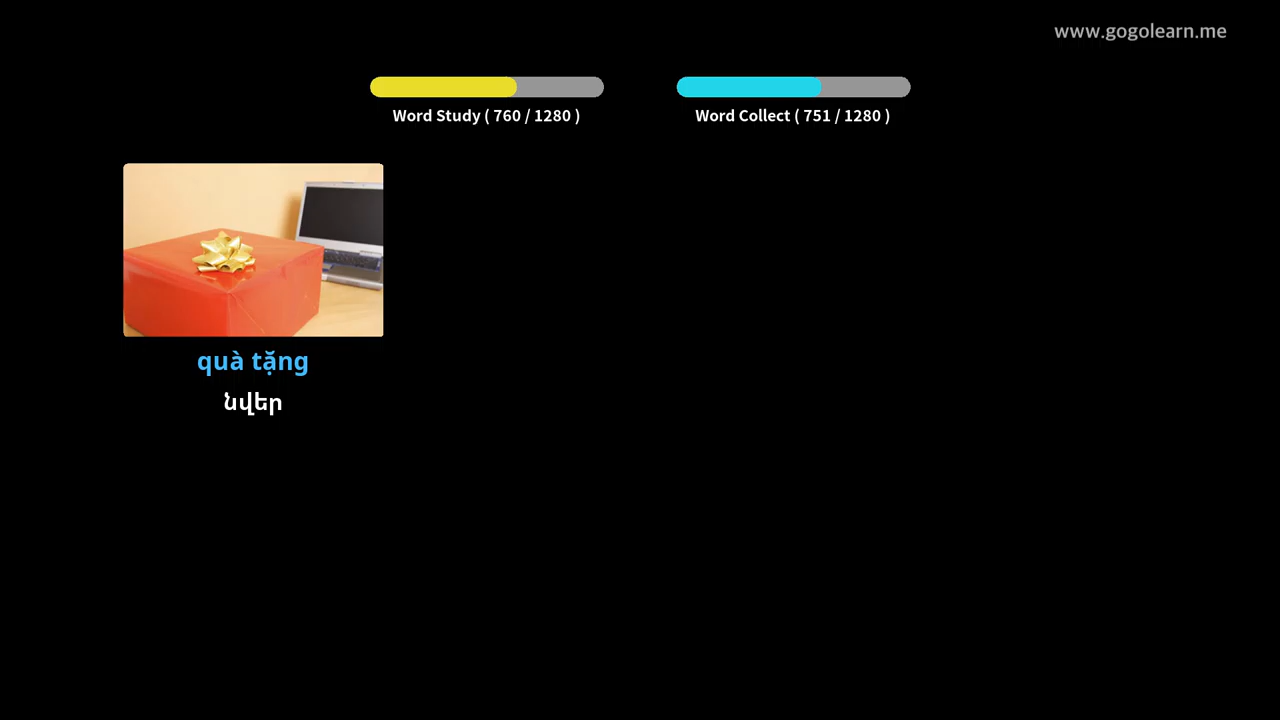 www.gogolearn.me
Word Study ( 760 / 1280 )
Word Collect ( 751 / 1280 )
quà tặng
նվեր